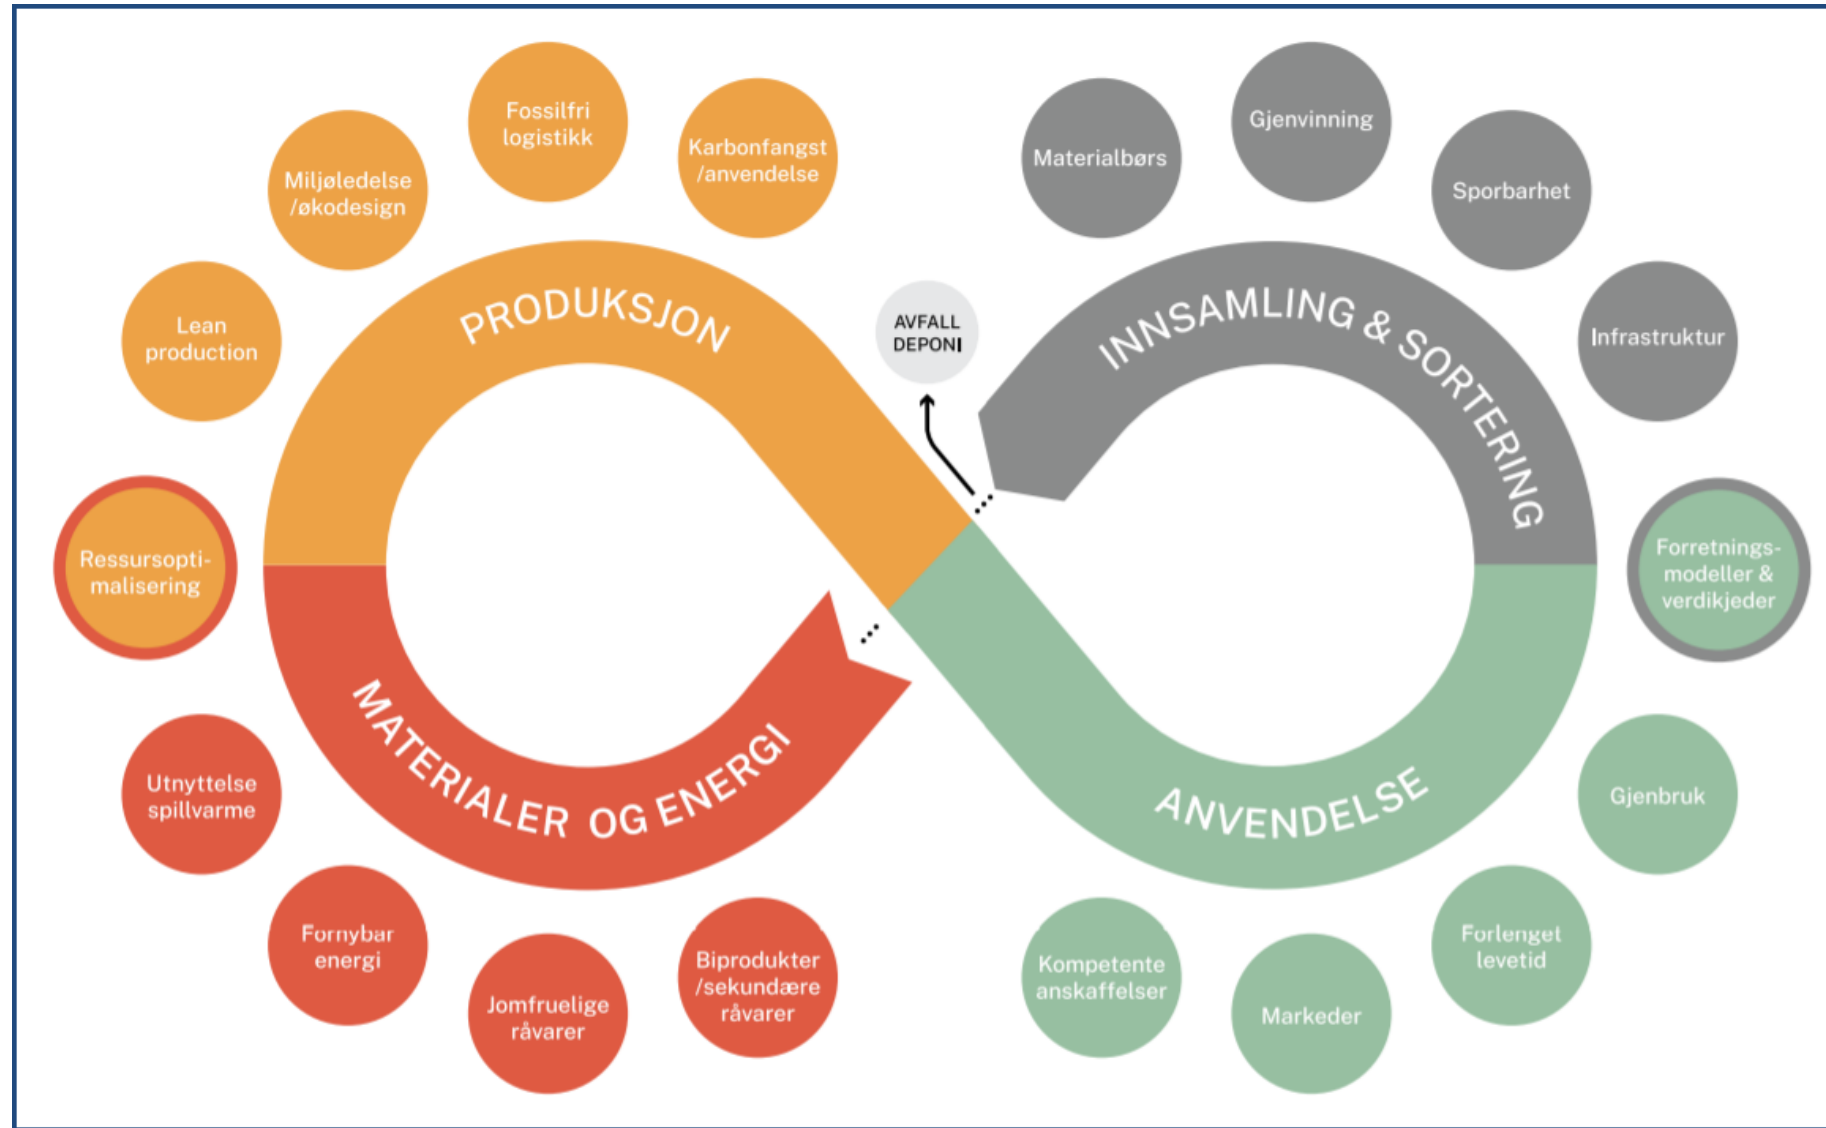 Fossilfri
logistikk
Karbonfangst
/anvendelse
Miljøledelse
/økodesign
Lean
production
Ressursopti-
malisering
PRODUKSJON
AVFALL
DEPONI
Materialbørs
Gjenvinning
Sporbarhet
Infrastruktur
INNSAMLING & SORTERING
Forretnings-
modeller &
verdikjeder
MATERIALER OG ENERGI
Utnyttelse
spillvarme
Fornybar
energi
Jomfruelige
råvarer
Biprodukter
/sekundære
råvarer
ANVENDELSE
Gjenbruk
Forlenget
levetid
Markeder
Kompetente
anskaffelser